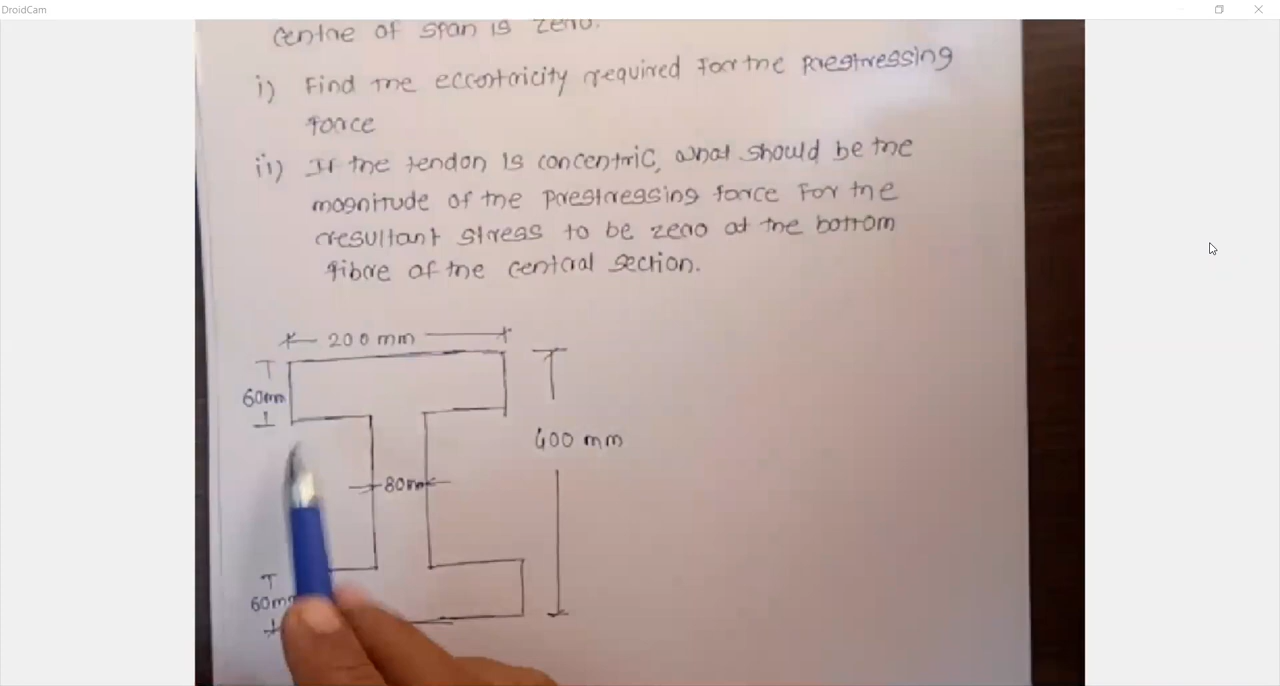 DroidCam
centre of span is zero.
i) Find the eccentricity required for the prestressing
force
ii) If the tendon is concentric, what should be the
magnitude of the prestressing force for the
resultant stress to be zero at the bottom
fibre of the central section.
200 mm
60mm
400 mm
80mm
60mm